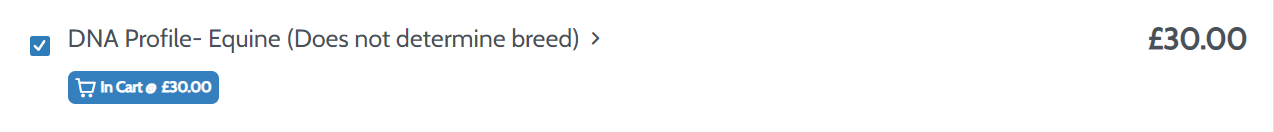 DNA Profile- Equine (Does not determine breed) £30.00
In Cart @ £30.00